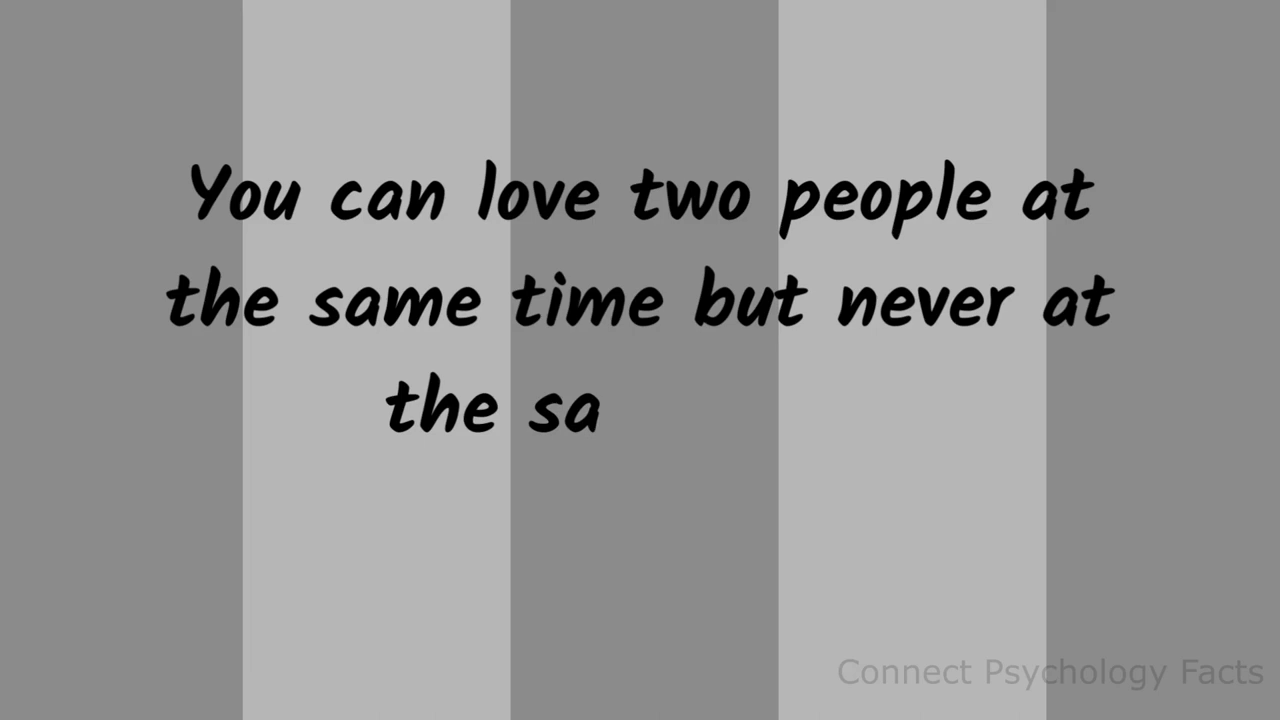 You can love two people at
the same time but never at
the sa
Connect Psychology Facts